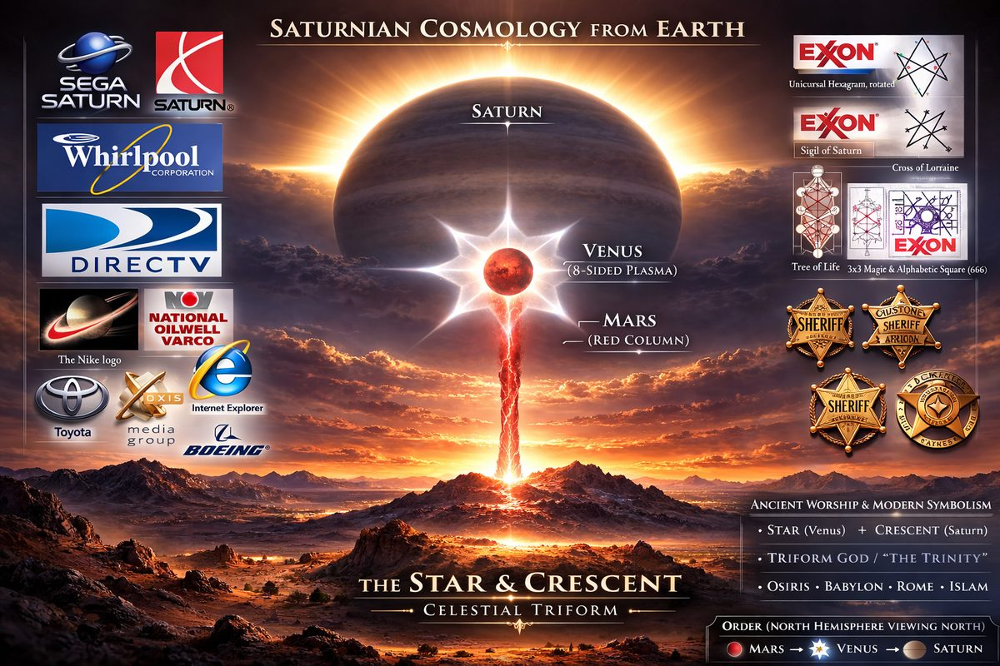 SATURNIAN COSMOLOGY FROM EARTH
SEGA
SATURN
SATURN®
Whirlpool
CORPORATION
DIRECTV
The Nike logo
NOV
NATIONAL
OILWELL
VARCO
Toyota
OXIS
media
group
e
Internet Explorer
BOEING®
SATURN
VENUS
(8-SIDED PLASMA)
MARS
(RED COLUMN)
EXXON®
Unicursal Hexagram, rotated
EXXON®
Sigil of Saturn
Cross of Lorraine
Tree of Life
EXXON
3x3 Magic & Alphabetic Square (666)
SHERIFF
SHERIFF
SHERIFF
THE STAR & CRESCENT
CELESTIAL TRIFORM
ANCIENT WORSHIP & MODERN SYMBOLISM
• STAR (Venus) + CRESCENT (Saturn)
• TRIFORM GOD / "THE TRINITY"
• OSIRIS • BABYLON • ROME • ISLAM
ORDER (NORTH HEMISPHERE VIEWING NORTH)
MARS → VENUS → SATURN